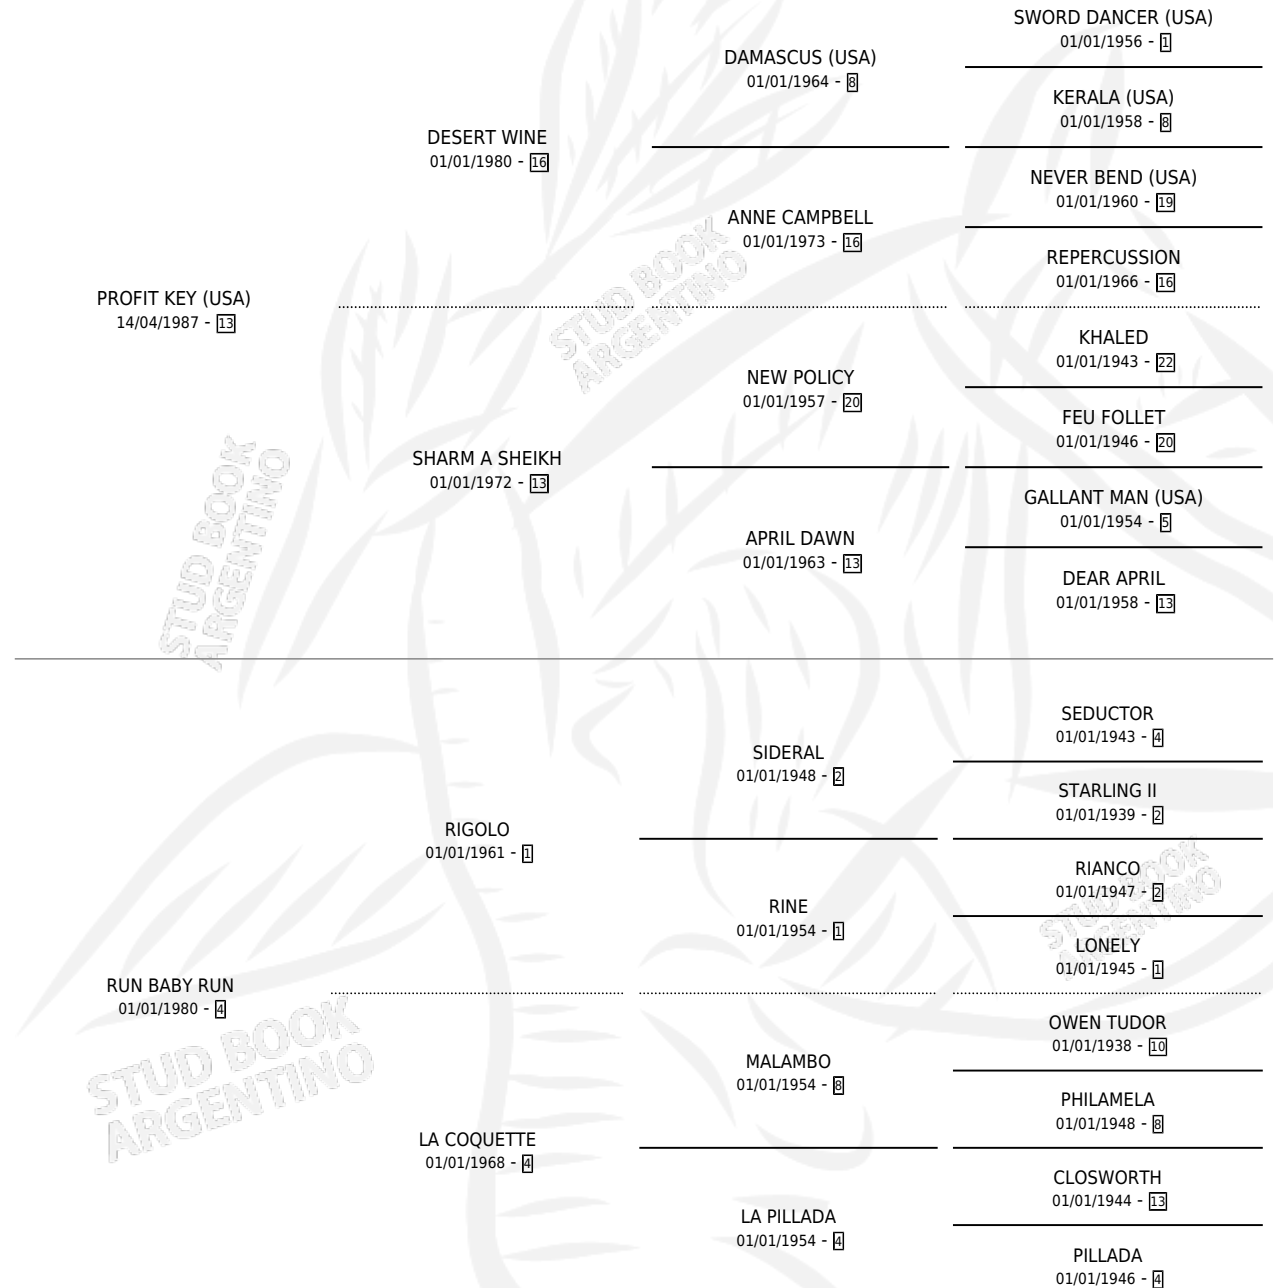 SWORD DANCER (USA)
01/01/1956 - 1
DAMASCUS (USA)
01/01/1964 - 8
KERALA (USA)
01/01/1958 - 8
DESERT WINE
01/01/1980 - 16
NEVER BEND (USA)
01/01/1960 - 19
ANNE CAMPBELL
01/01/1973 - 16
REPERCUSSION
01/01/1966 - 16
PROFIT KEY (USA)
14/04/1987 - 13
KHALED
01/01/1943 - 22
NEW POLICY
01/01/1957 - 20
FEU FOLLET
01/01/1946 - 20
SHARM A SHEIKH
01/01/1972 - 13
GALLANT MAN (USA)
01/01/1954 - 5
APRIL DAWN
01/01/1963 - 13
DEAR APRIL
01/01/1958 - 13
STUD BOOK
ARGENTINO
STUD BOOK
ARGENTINO
SEDUCTOR
01/01/1943 - 4
SIDERAL
01/01/1948 - 2
STARLING II
01/01/1939 - 2
RIGOLO
01/01/1961 - 1
RIANCO
01/01/1947 - 2
RINE
01/01/1954 - 1
LONELY
01/01/1945 - 1
RUN BABY RUN
01/01/1980 - 4
OWEN TUDOR
01/01/1938 - 10
MALAMBO
01/01/1954 - 8
PHILAMELA
01/01/1948 - 8
LA COQUETTE
01/01/1968 - 4
CLOSWORTH
01/01/1944 - 13
LA PILLADA
01/01/1954 - 4
PILLADA
01/01/1946 - 4
STUD BOOK
ARGENTINO
STUD BOOK
ARGENTINO